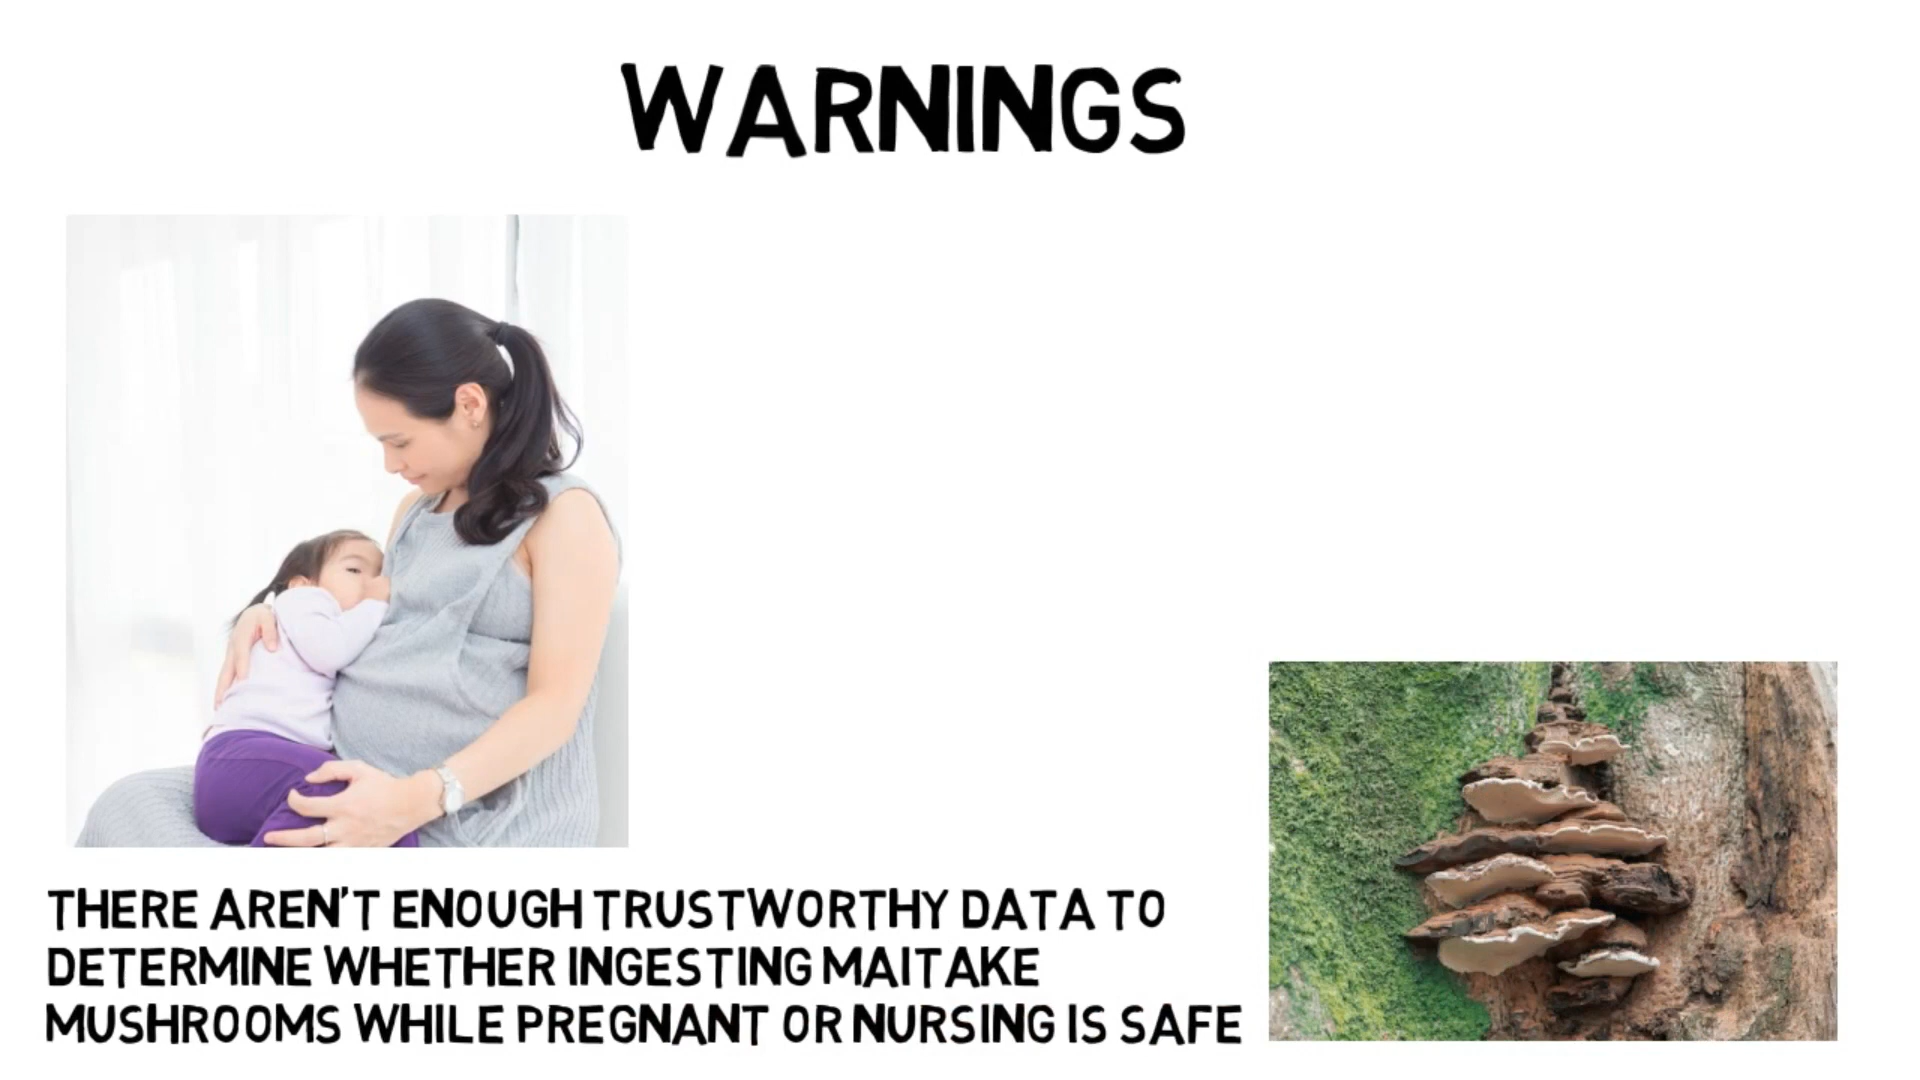 WARNINGS
THERE AREN'T ENOUGH TRUSTWORTHY DATA TO
DETERMINE WHETHER INGESTING MAITAKE
MUSHROOMS WHILE PREGNANT OR NURSING IS SAFE